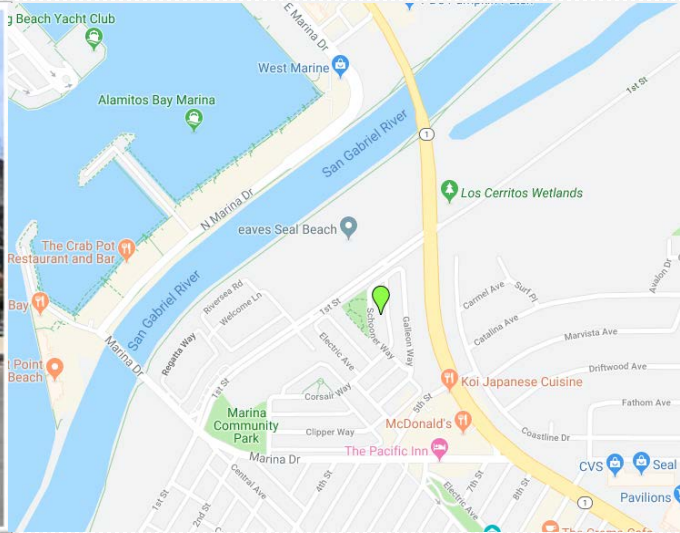 g Beach Yacht Club
E Marina Dr
West Marine
Alamitos Bay Marina
1
1st St
San Gabriel River
Los Cerritos Wetlands
N Marina Dr
eaves Seal Beach
The Crab Pot
Restaurant and Bar
Bay
San Gabriel River
Riversea Rd
Welcome Ln
1st St
Schooner Way
Galleon Way
Carmel Ave
Surf Pl
Avalon Dr
Catalina Ave
Marvista Ave
Regatta Way
Marina Dr
Electric Ave
t Point
Beach
Driftwood Ave
1st St
Corsair Way
Koi Japanese Cuisine
5th St
Fathom Ave
Marina
Community
Park
McDonald's
Clipper Way
Coastline Dr
The Pacific Inn
Marina Dr
CVS
Seal
Central Ave
4th St
7th St
8th St
Electric Ave
Pavilions
1st St
2nd St
1